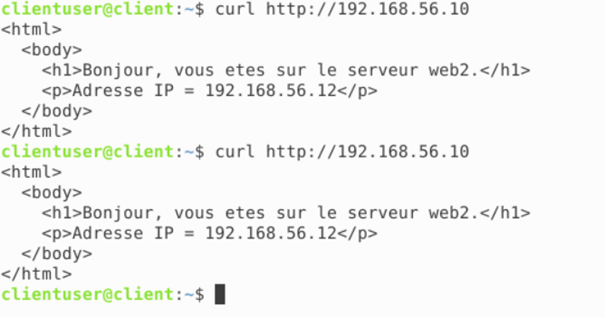 clientuser@client:~$ curl http://192.168.56.10
<html>
  <body>
    <h1>Bonjour, vous etes sur le serveur web2.</h1>
    <p>Adresse IP = 192.168.56.12</p>
  </body>
</html>
clientuser@client:~$ curl http://192.168.56.10
<html>
  <body>
    <h1>Bonjour, vous etes sur le serveur web2.</h1>
    <p>Adresse IP = 192.168.56.12</p>
  </body>
</html>
clientuser@client:~$